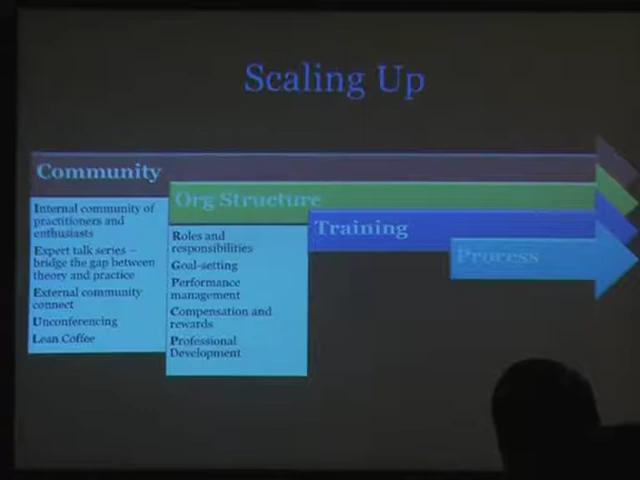 Scaling Up
Community
Internal community of
practitioners and
enthusiasts
Expert talk series –
bridge the gap between
theory and practice
External community
connect
Unconferencing
Lean Coffee
Org Structure
Roles and
responsibilities
Goal-setting
Performance
management
Compensation and
rewards
Professional
Development
Training
Process